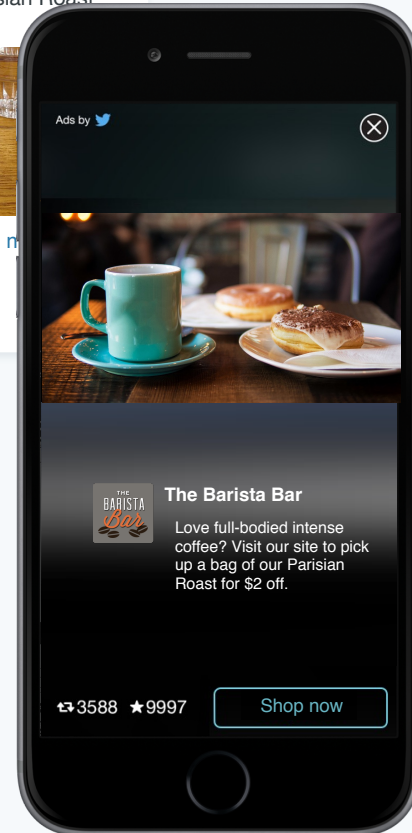 Ads by
THE
BARISTA
Bar
The Barista Bar
Love full-bodied intense
coffee? Visit our site to pick
up a bag of our Parisian
Roast for $2 off.
3588 9997
Shop now